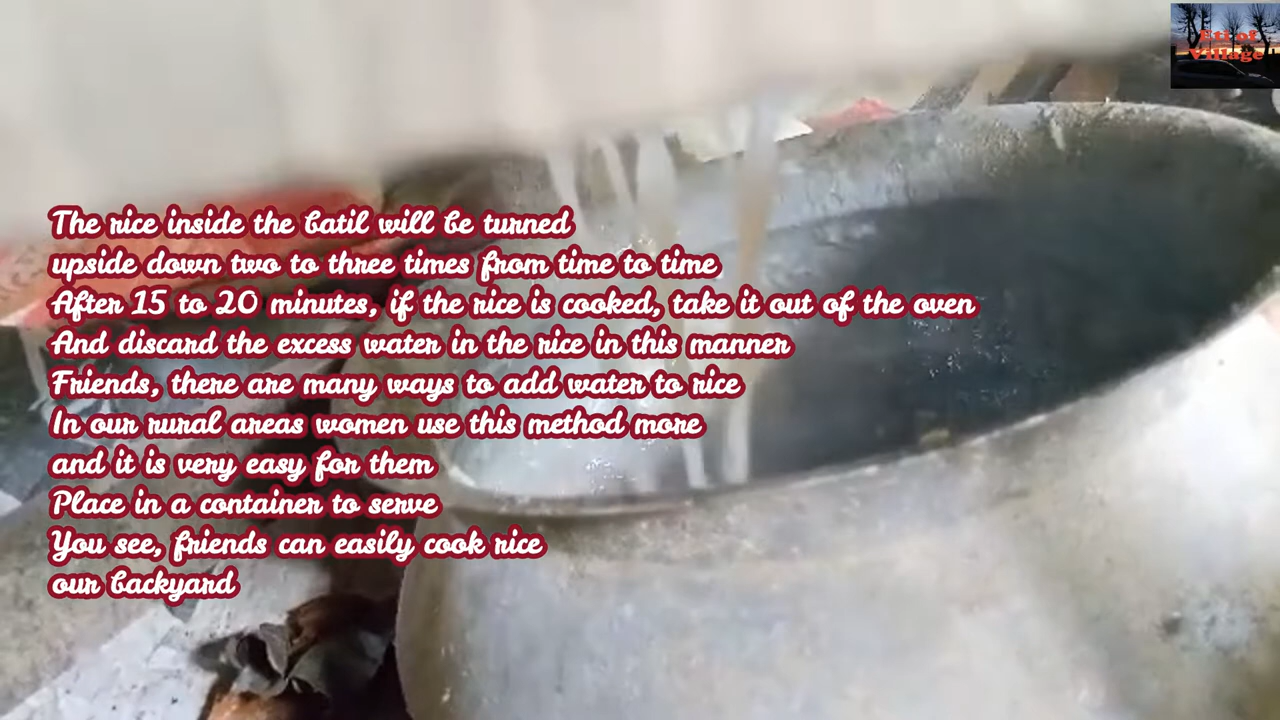 Ett of
Village
The rice inside the batil will be turned
upside down two to three times from time to time
After 15 to 20 minutes, if the rice is cooked, take it out of the oven
And discard the excess water in the rice in this manner
Friends, there are many ways to add water to rice
In our rural areas women use this method more
and it is very easy for them
Place in a container to serve
You see, friends can easily cook rice
our backyard